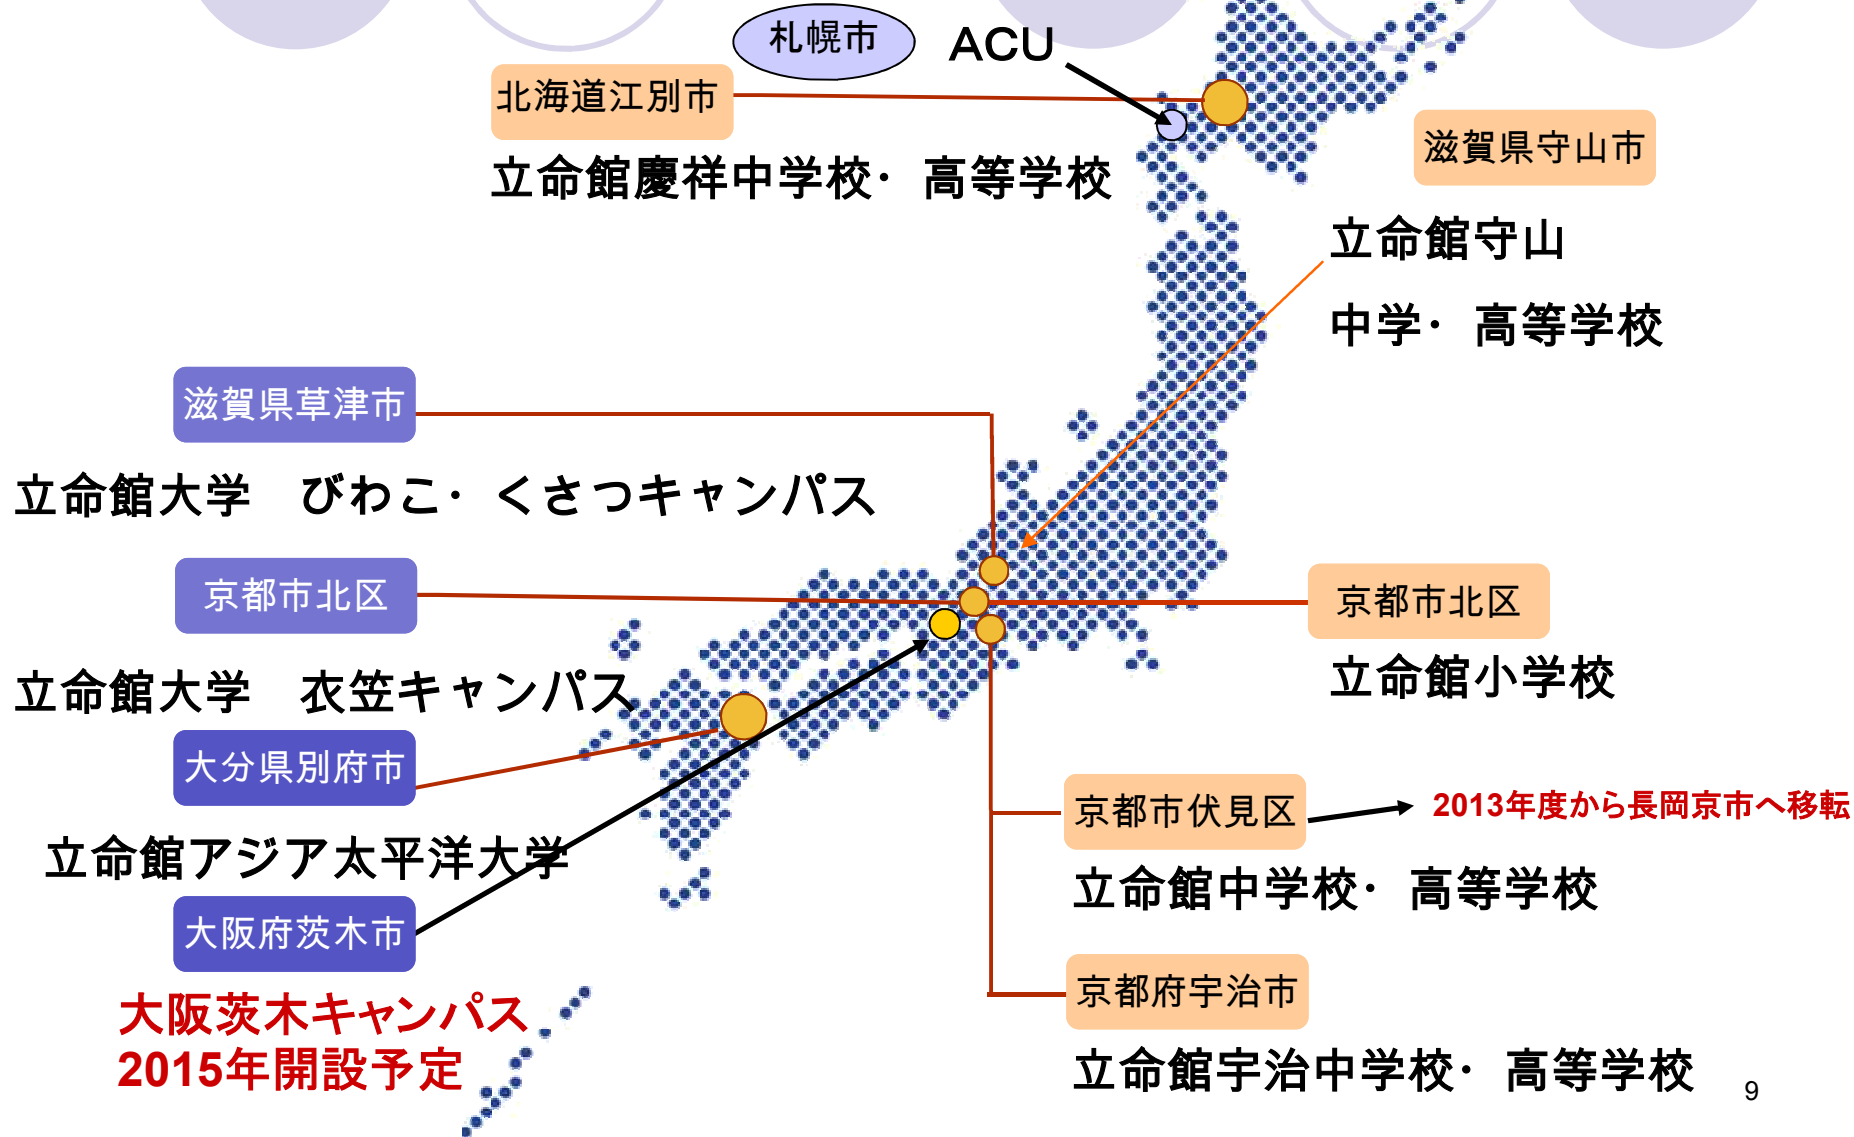 札幌市
ACU
北海道江別市
立命館慶祥中学校・高等学校
滋賀県守山市
立命館守山
中学・高等学校
滋賀県草津市
立命館大学　びわこ・くさつキャンパス
京都市北区
立命館大学　衣笠キャンパス
京都市北区
立命館小学校
大分県別府市
立命館アジア太平洋大学
京都市伏見区
2013年度から長岡京市へ移転
立命館中学校・高等学校
大阪府茨木市
大阪茨木キャンパス
2015年開設予定
京都府宇治市
立命館宇治中学校・高等学校
9